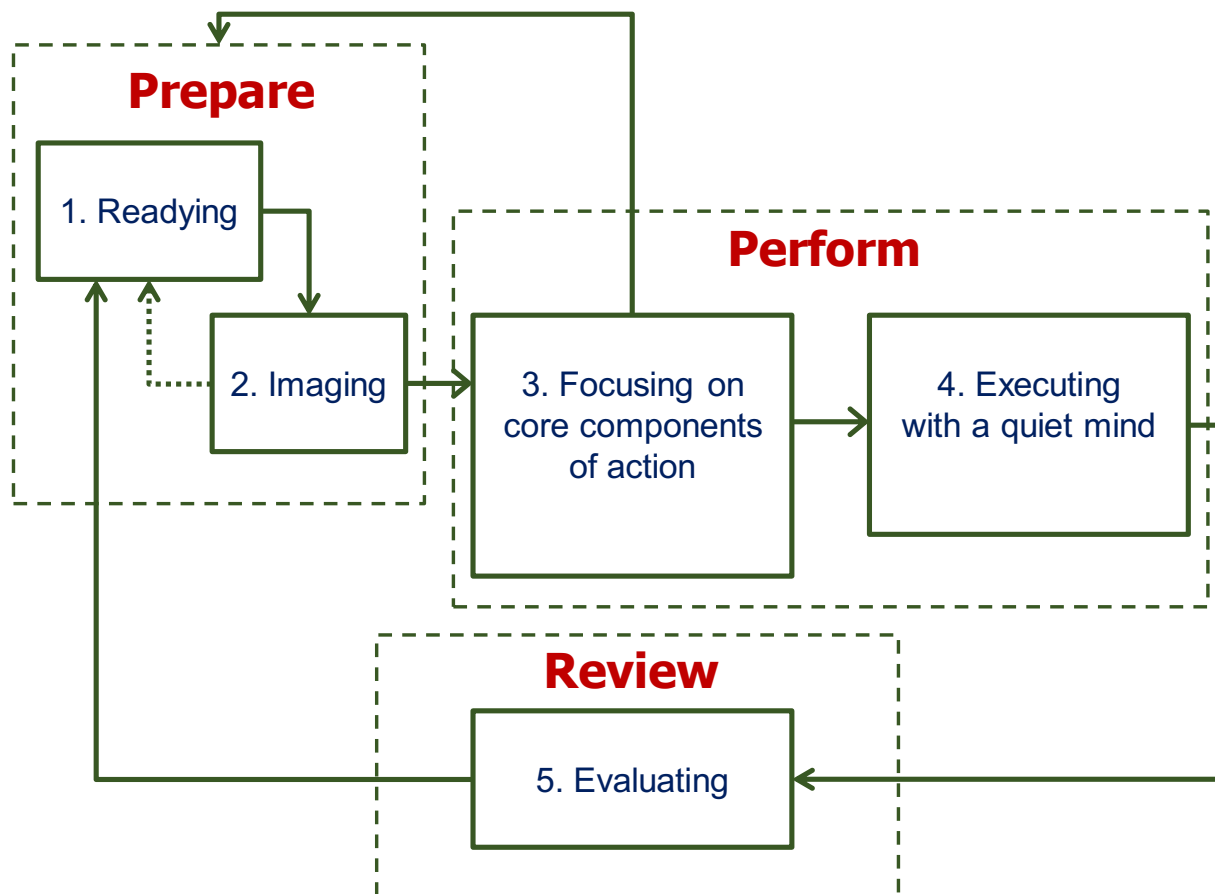 Prepare
1. Readying
2. Imaging
Perform
3. Focusing on
core components
of action
4. Executing
with a quiet mind
Review
5. Evaluating